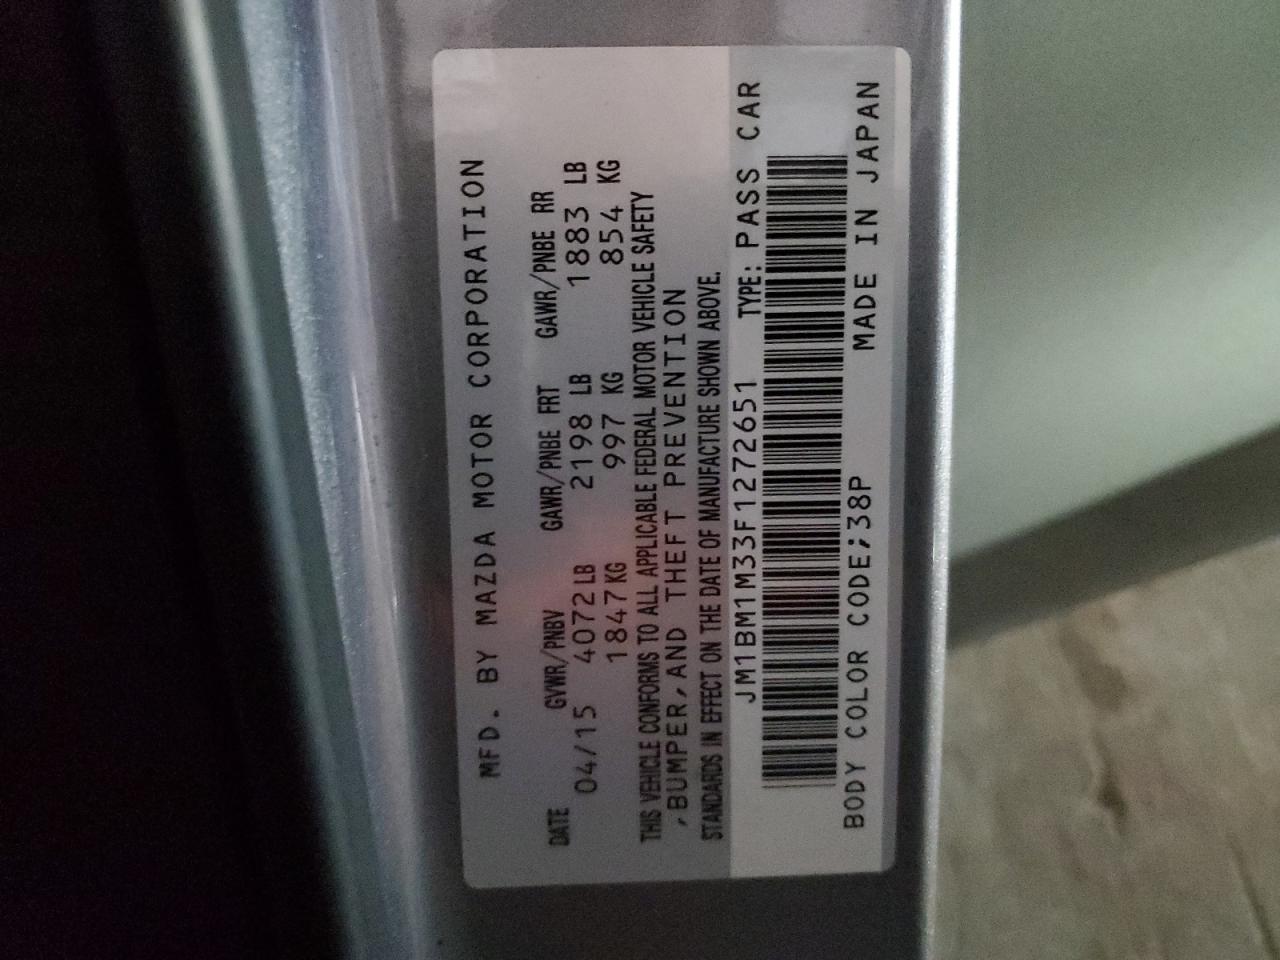 MFD. BY MAZDA MOTOR CORPORATION
DATE GVWR/PNBV GAWR/PNBE FRT GAWR/PNBE RR
04/15 4072 LB 2198 LB 1883 LB
1847 KG 997 KG 854 KG
THIS VEHICLE CONFORMS TO ALL APPLICABLE FEDERAL MOTOR VEHICLE SAFETY
,BUMPER,AND THEFT PREVENTION
STANDARDS IN EFFECT ON THE DATE OF MANUFACTURE SHOWN ABOVE.
JM1BM1M33F1272651 TYPE: PASS CAR
BODY COLOR CODE;38P MADE IN JAPAN